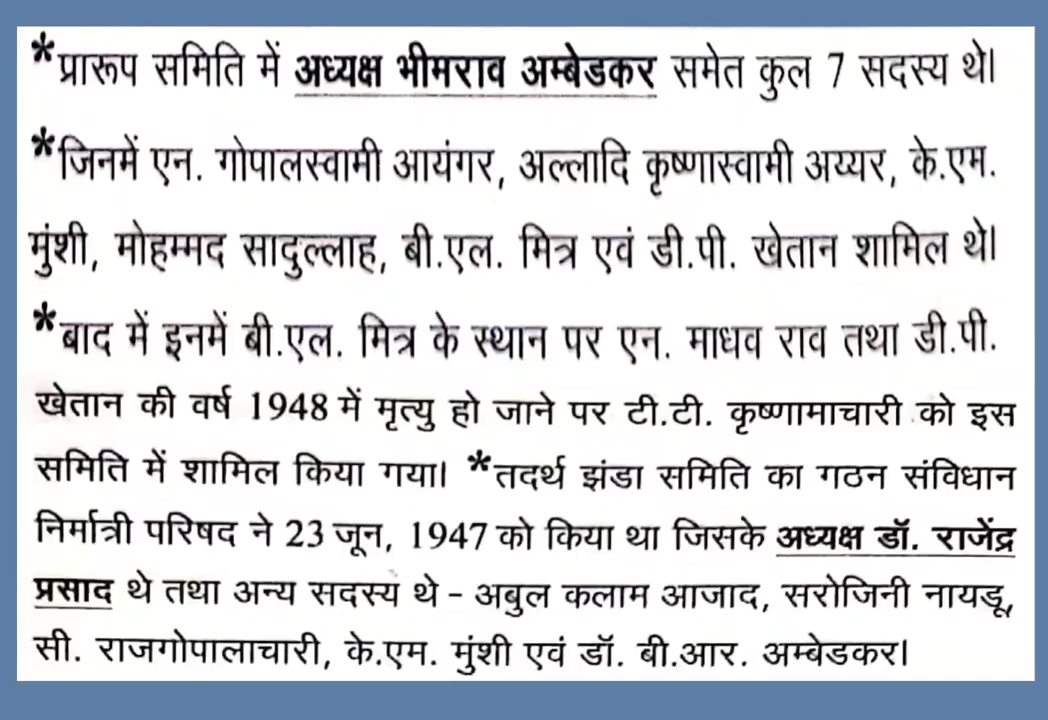 *प्रारूप समिति में अध्यक्ष भीमराव अम्बेडकर समेत कुल 7 सदस्य थे।
*जिनमें एन. गोपालस्वामी आयंगर, अल्लादि कृष्णास्वामी अय्यर, के.एम.
मुंशी, मोहम्मद सादुल्लाह, बी.एल. मित्र एवं डी.पी. खेतान शामिल थे।
*बाद में इनमें बी.एल. मित्र के स्थान पर एन. माधव राव तथा डी.पी.
खेतान की वर्ष 1948 में मृत्यु हो जाने पर टी.टी. कृष्णामाचारी को इस
समिति में शामिल किया गया। *तदर्थ झंडा समिति का गठन संविधान
निर्मात्री परिषद ने 23 जून, 1947 को किया था जिसके अध्यक्ष डॉ. राजेंद्र
प्रसाद थे तथा अन्य सदस्य थे - अबुल कलाम आजाद, सरोजिनी नायडू,
सी. राजगोपालाचारी, के.एम. मुंशी एवं डॉ. बी.आर. अम्बेडकर।